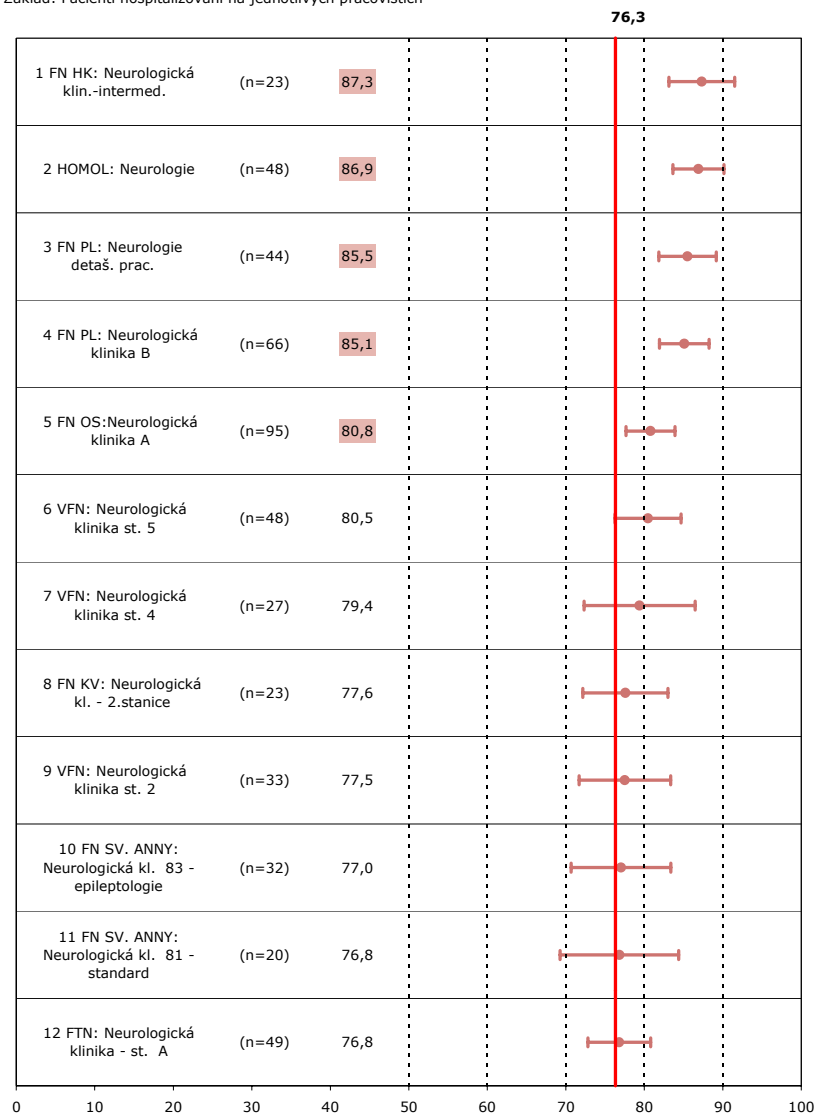 Základ: Pacienti hospitalizovaní na jednotlivých pracovištích
76,3
1 FN HK: Neurologická
klin.-intermed.
(n=23)
87,3
2 HOMOL: Neurologie
(n=48)
86,9
3 FN PL: Neurologie
detaš. prac.
(n=44)
85,5
4 FN PL: Neurologická
klinika B
(n=66)
85,1
5 FN OS:Neurologická
klinika A
(n=95)
80,8
6 VFN: Neurologická
klinika st. 5
(n=48)
80,5
7 VFN: Neurologická
klinika st. 4
(n=27)
79,4
8 FN KV: Neurologická
kl. - 2.stanice
(n=23)
77,6
9 VFN: Neurologická
klinika st. 2
(n=33)
77,5
10 FN SV. ANNY:
Neurologická kl. 83 -
epileptologie
(n=32)
77,0
11 FN SV. ANNY:
Neurologická kl. 81 -
standard
(n=20)
76,8
12 FTN: Neurologická
klinika - st. A
(n=49)
76,8
0 10 20 30 40 50 60 70 80 90 100